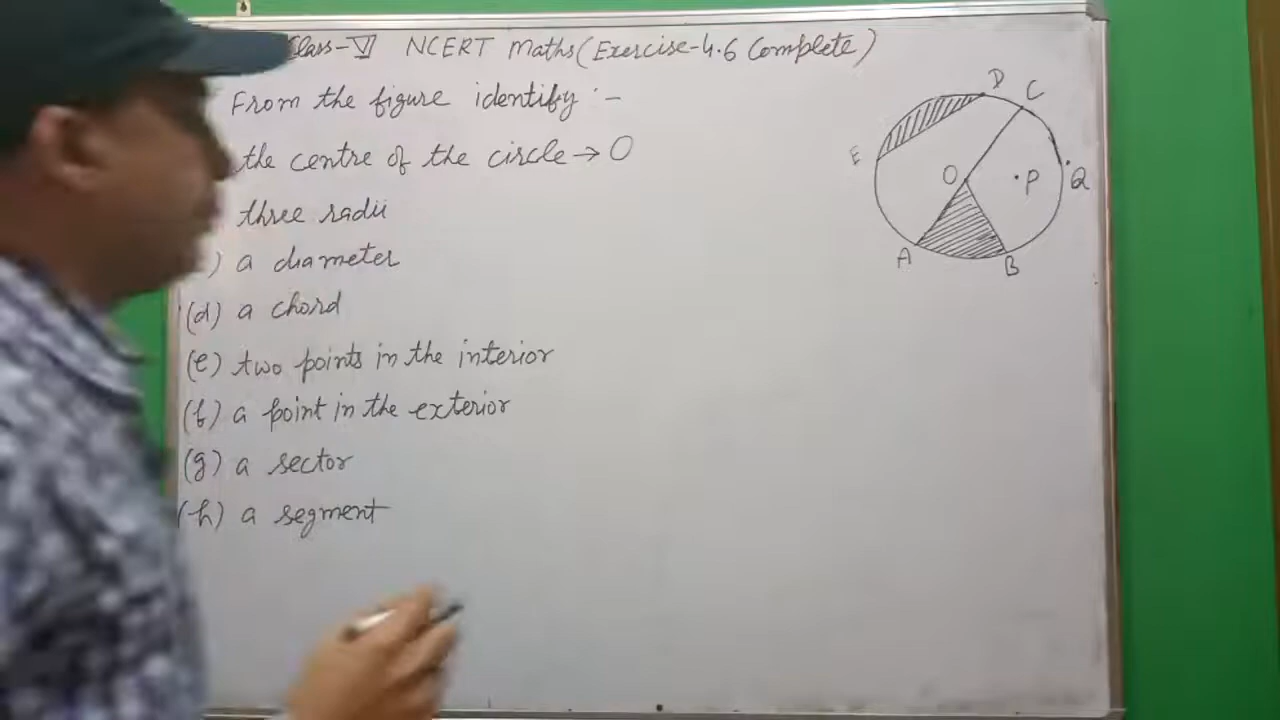 Class-VI NCERT Maths (Exercise-4.6 Complete)
From the figure identify :-
the centre of the circle → O
three radii
) a diameter
(d) a chord
(e) two points in the interior
(f) a point in the exterior
(g) a sector
(h) a segment
D
C
E
O
P
Q
A
B